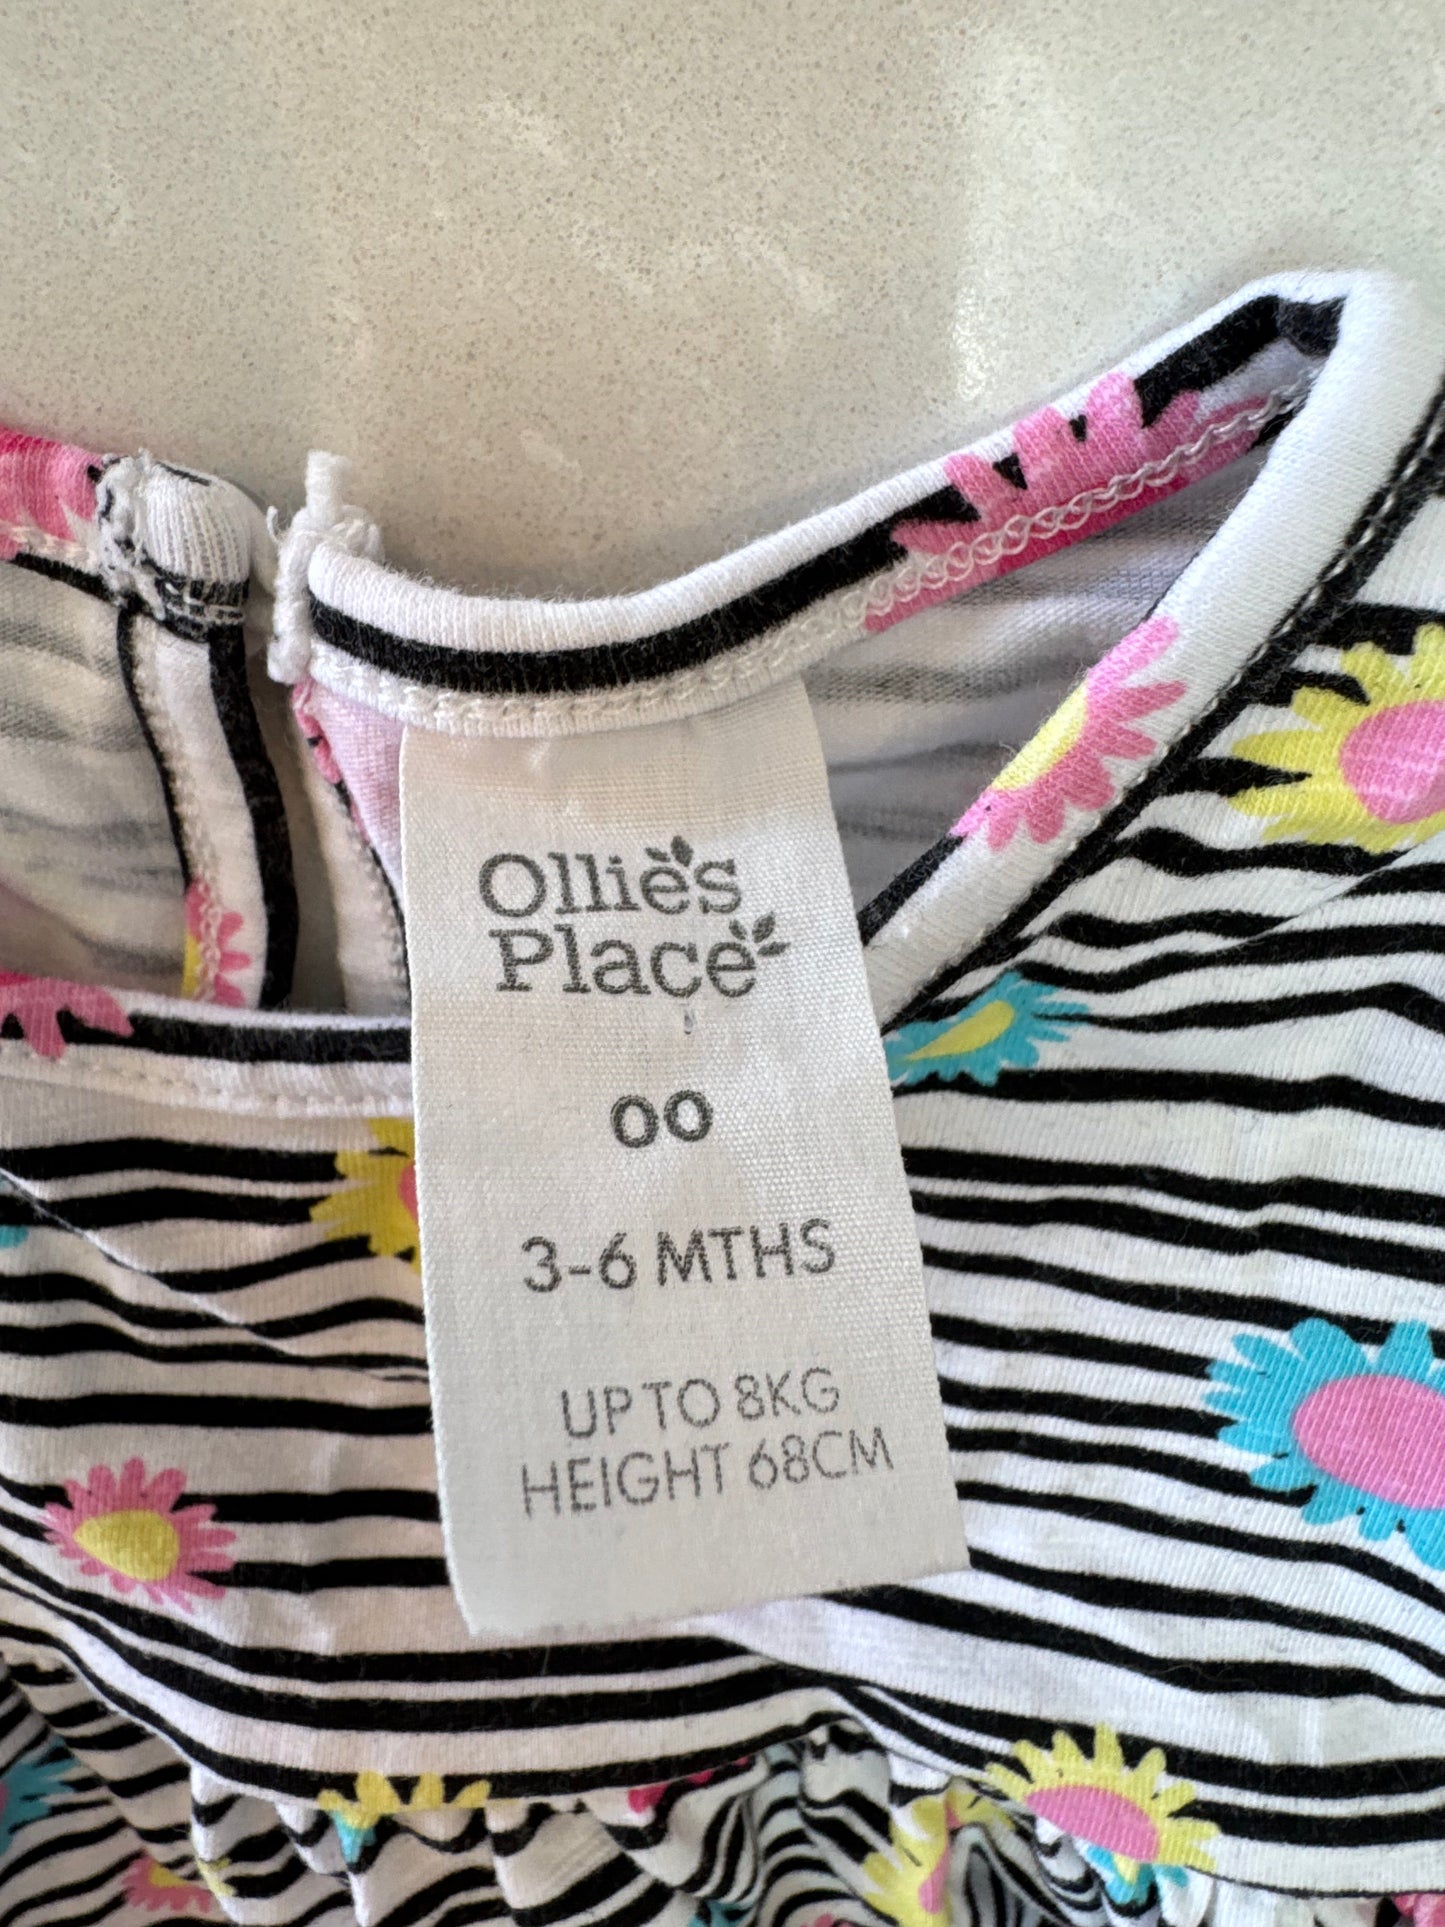 Ollie's
Place
00
3-6 MTHS
UP TO 8KG
HEIGHT 68CM